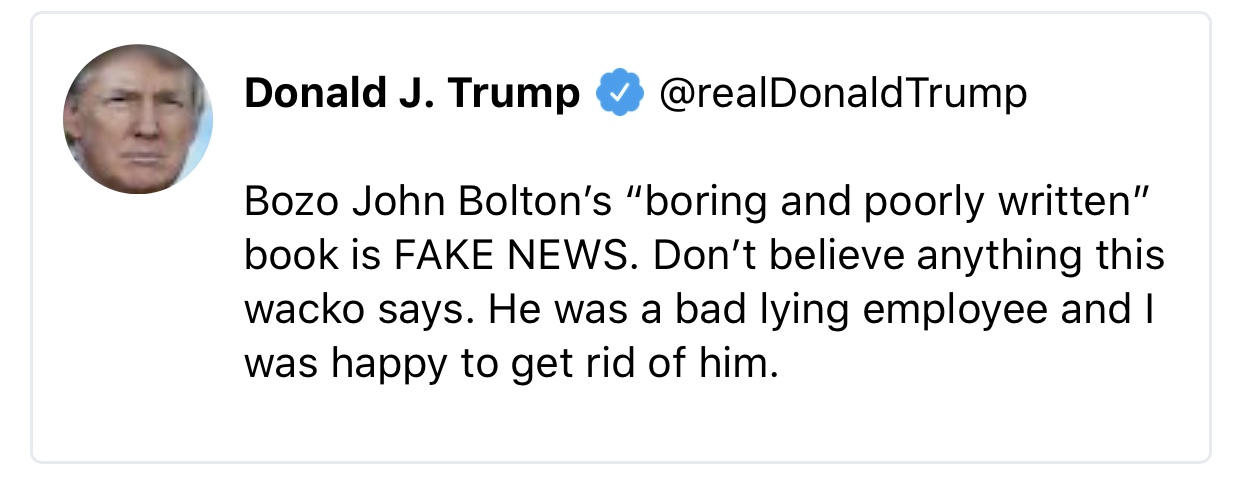 Donald J. Trump @realDonaldTrump
Bozo John Bolton’s “boring and poorly written”
book is FAKE NEWS. Don’t believe anything this
wacko says. He was a bad lying employee and I
was happy to get rid of him.